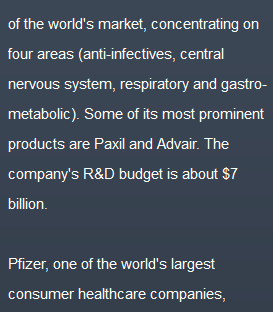 of the world's market, concentrating on
four areas (anti-infectives, central
nervous system, respiratory and gastro-
metabolic). Some of its most prominent
products are Paxil and Advair. The
company's R&D budget is about $7
billion.
Pfizer, one of the world's largest
consumer healthcare companies,